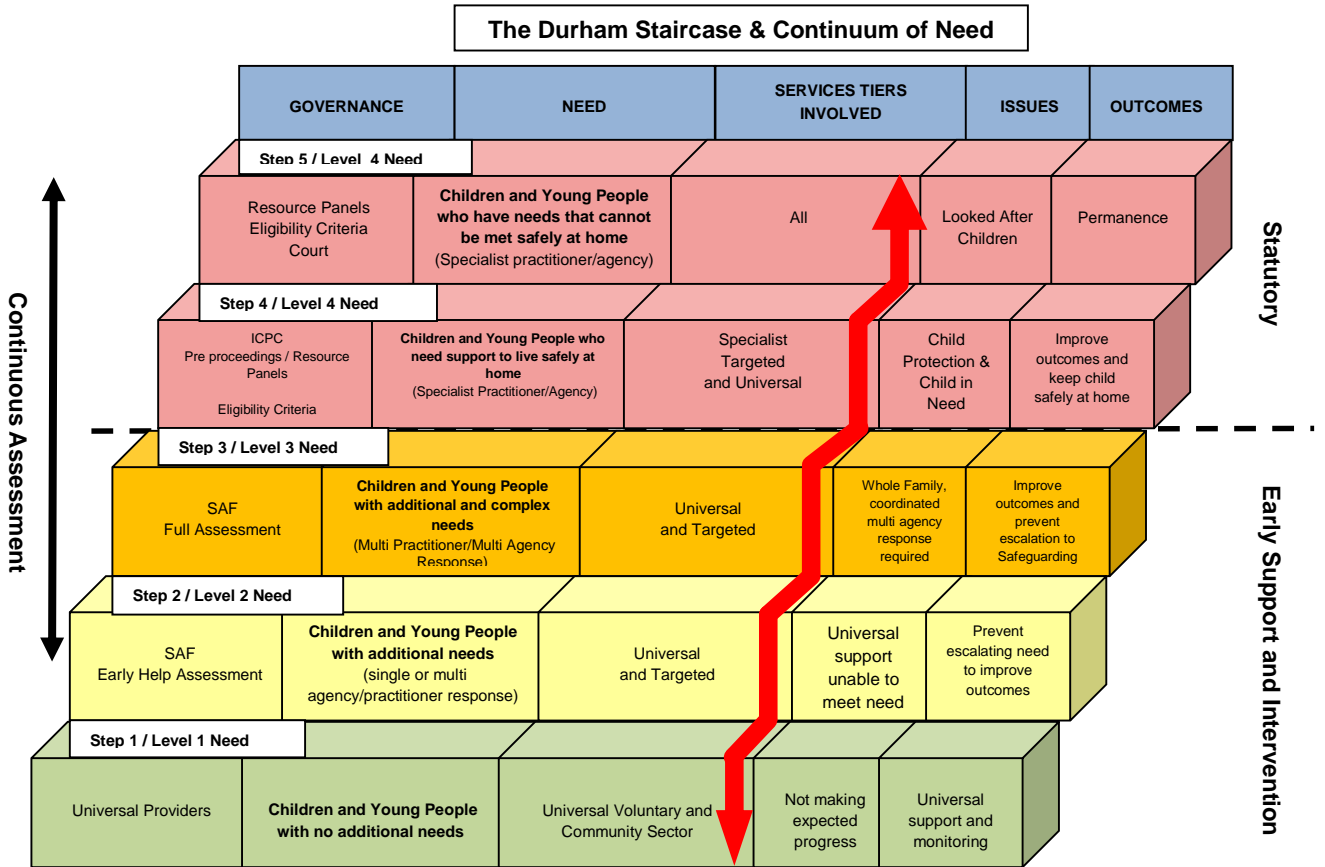 The Durham Staircase & Continuum of Need
GOVERNANCE
NEED
SERVICES TIERS
INVOLVED
ISSUES
OUTCOMES
Step 5 / Level 4 Need
Resource Panels
Eligibility Criteria
Court
Children and Young People
who have needs that cannot
be met safely at home
(Specialist practitioner/agency)
All
Looked After
Children
Permanence
Step 4 / Level 4 Need
ICPC
Pre proceedings / Resource
Panels
Eligibility Criteria
Children and Young People who
need support to live safely at
home
(Specialist Practitioner/Agency)
Specialist
Targeted
and Universal
Child
Protection &
Child in
Need
Improve
outcomes and
keep child
safely at home
Step 3 / Level 3 Need
SAF
Full Assessment
Children and Young People
with additional and complex
needs
(Multi Practitioner/Multi Agency
Response)
Universal
and Targeted
Whole Family,
coordinated
multi agency
response
required
Improve
outcomes and
prevent
escalation to
Safeguarding
Step 2 / Level 2 Need
SAF
Early Help Assessment
Children and Young People
with additional needs
(single or multi
agency/practitioner response)
Universal
and Targeted
Universal
support
unable to
meet need
Prevent
escalating need
to improve
outcomes
Step 1 / Level 1 Need
Universal Providers
Children and Young People
with no additional needs
Universal Voluntary and
Community Sector
Not making
expected
progress
Universal
support and
monitoring
Continuous Assessment
Statutory
Early Support and Intervention